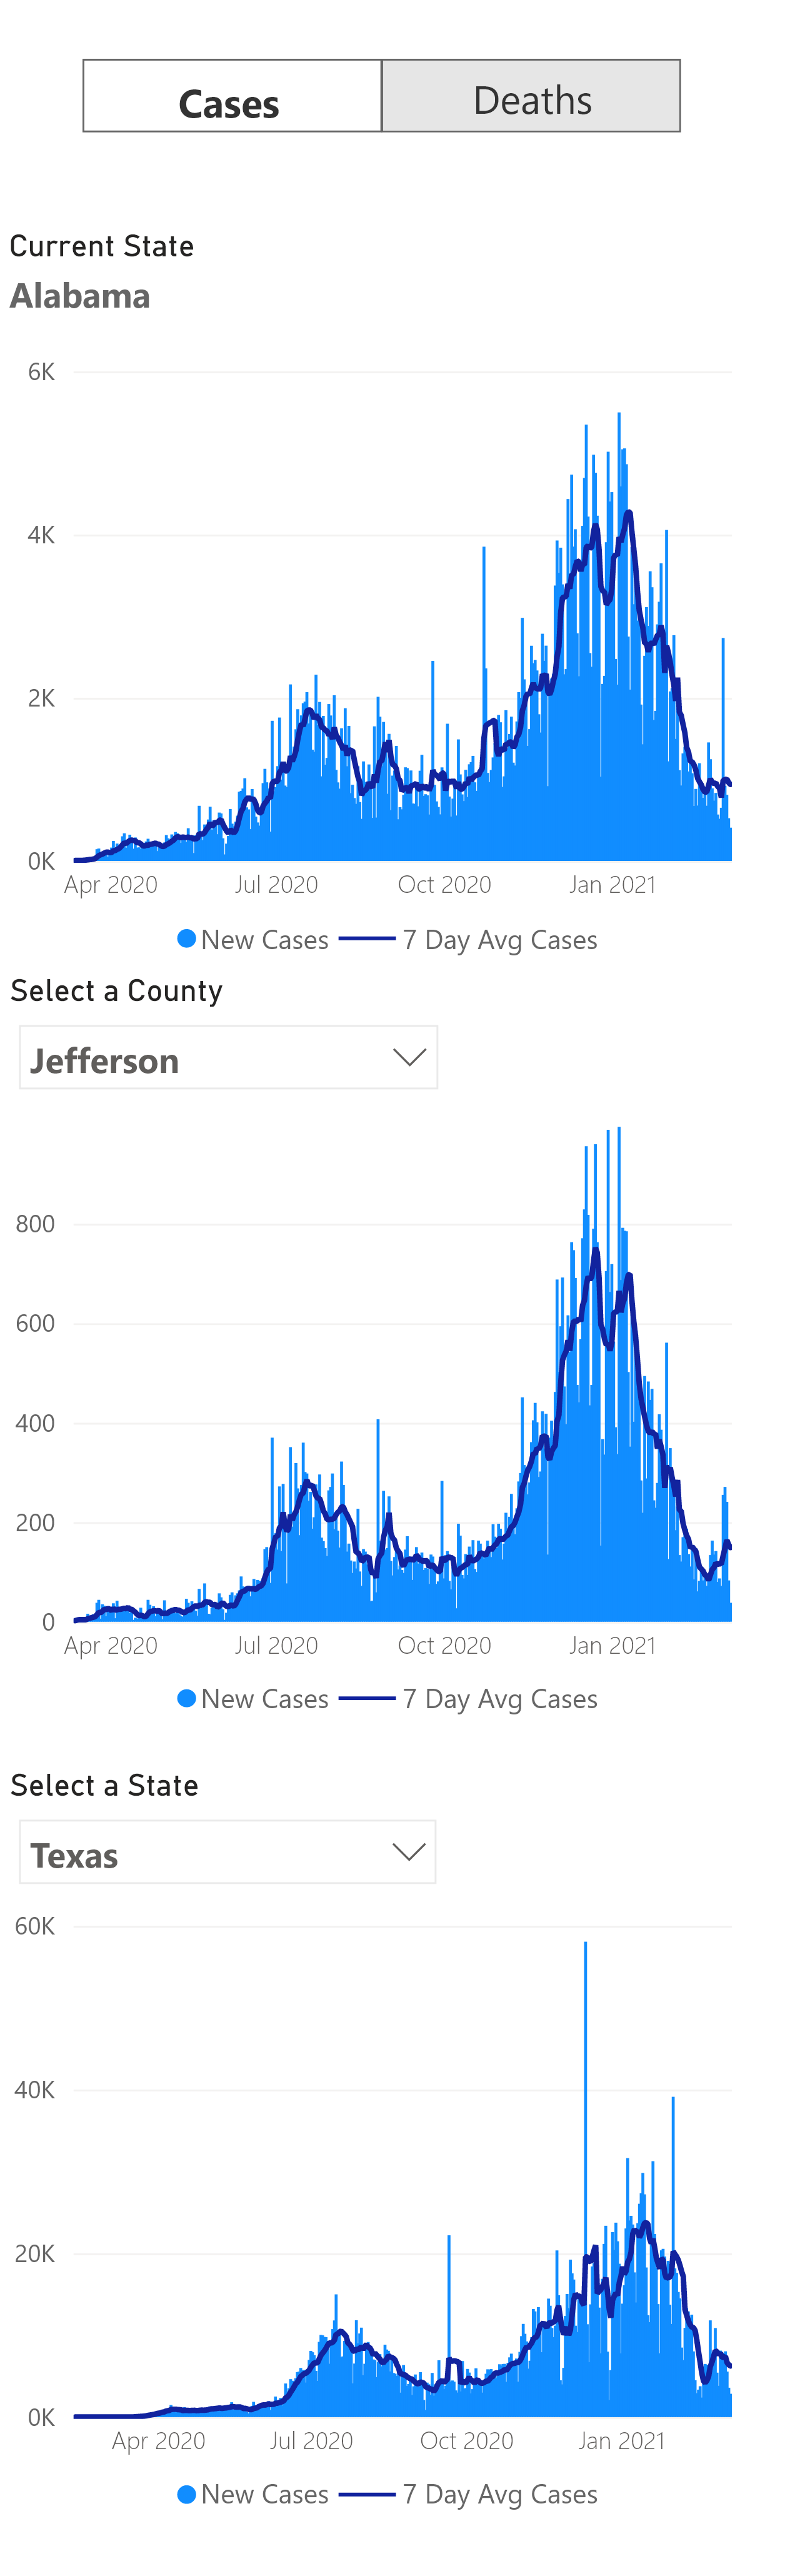 Cases Deaths
Current State
Alabama
6K
4K
2K
0K
Apr 2020 Jul 2020 Oct 2020 Jan 2021
New Cases 7 Day Avg Cases
Select a County
Jefferson
800
600
400
200
0
Apr 2020 Jul 2020 Oct 2020 Jan 2021
New Cases 7 Day Avg Cases
Select a State
Texas
60K
40K
20K
0K
Apr 2020 Jul 2020 Oct 2020 Jan 2021
New Cases 7 Day Avg Cases